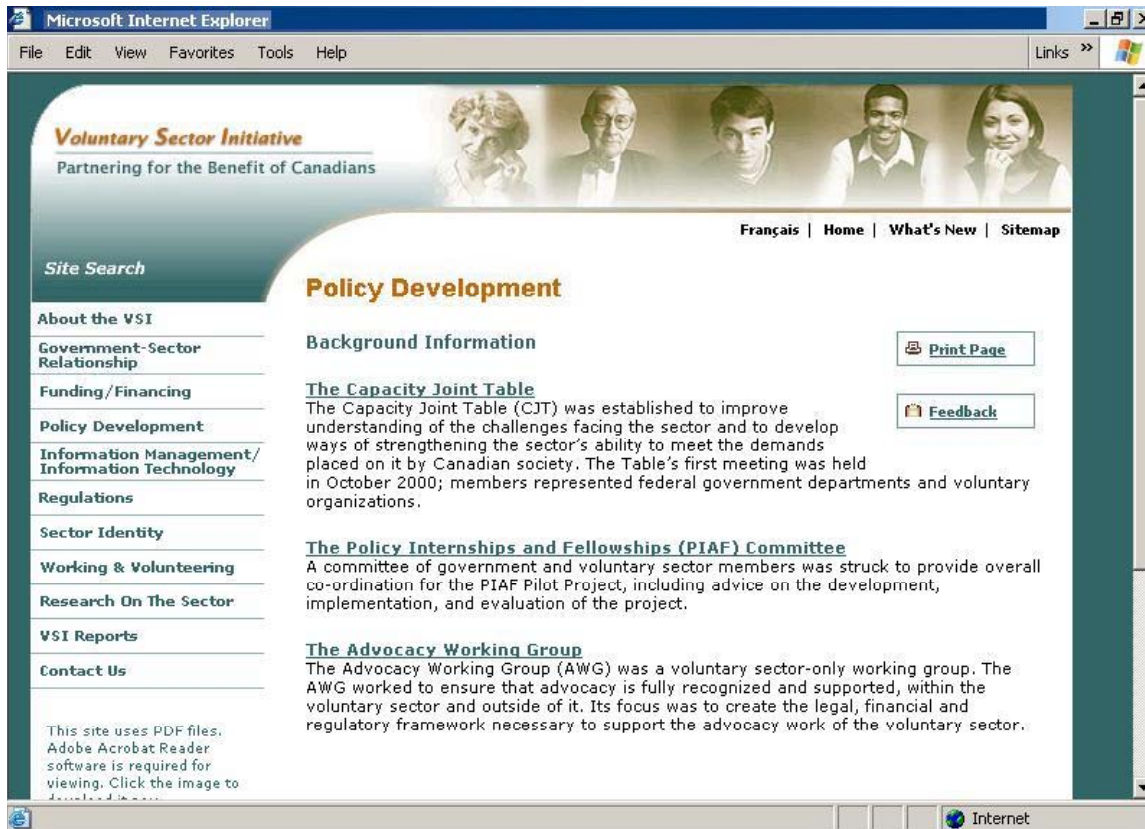 Microsoft Internet Explorer
File Edit View Favorites Tools Help Links »
Voluntary Sector Initiative
Partnering for the Benefit of Canadians
Français | Home | What's New | Sitemap
Site Search
About the VSI
Government-Sector
Relationship
Funding/Financing
Policy Development
Information Management/
Information Technology
Regulations
Sector Identity
Working & Volunteering
Research On The Sector
VSI Reports
Contact Us
This site uses PDF files.
Adobe Acrobat Reader
software is required for
viewing. Click the image to
Policy Development
Background Information
Print Page
Feedback
The Capacity Joint Table
The Capacity Joint Table (CJT) was established to improve
understanding of the challenges facing the sector and to develop
ways of strengthening the sector's ability to meet the demands
placed on it by Canadian society. The Table's first meeting was held
in October 2000; members represented federal government departments and voluntary
organizations.
The Policy Internships and Fellowships (PIAF) Committee
A committee of government and voluntary sector members was struck to provide overall
co-ordination for the PIAF Pilot Project, including advice on the development,
implementation, and evaluation of the project.
The Advocacy Working Group
The Advocacy Working Group (AWG) was a voluntary sector-only working group. The
AWG worked to ensure that advocacy is fully recognized and supported, within the
voluntary sector and outside of it. Its focus was to create the legal, financial and
regulatory framework necessary to support the advocacy work of the voluntary sector.
Internet